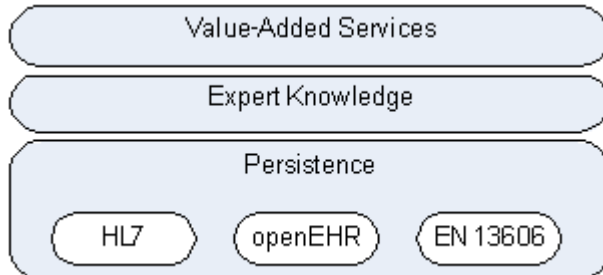 Value-Added Services
Expert Knowledge
Persistence
HL7
openEHR
EN 13606